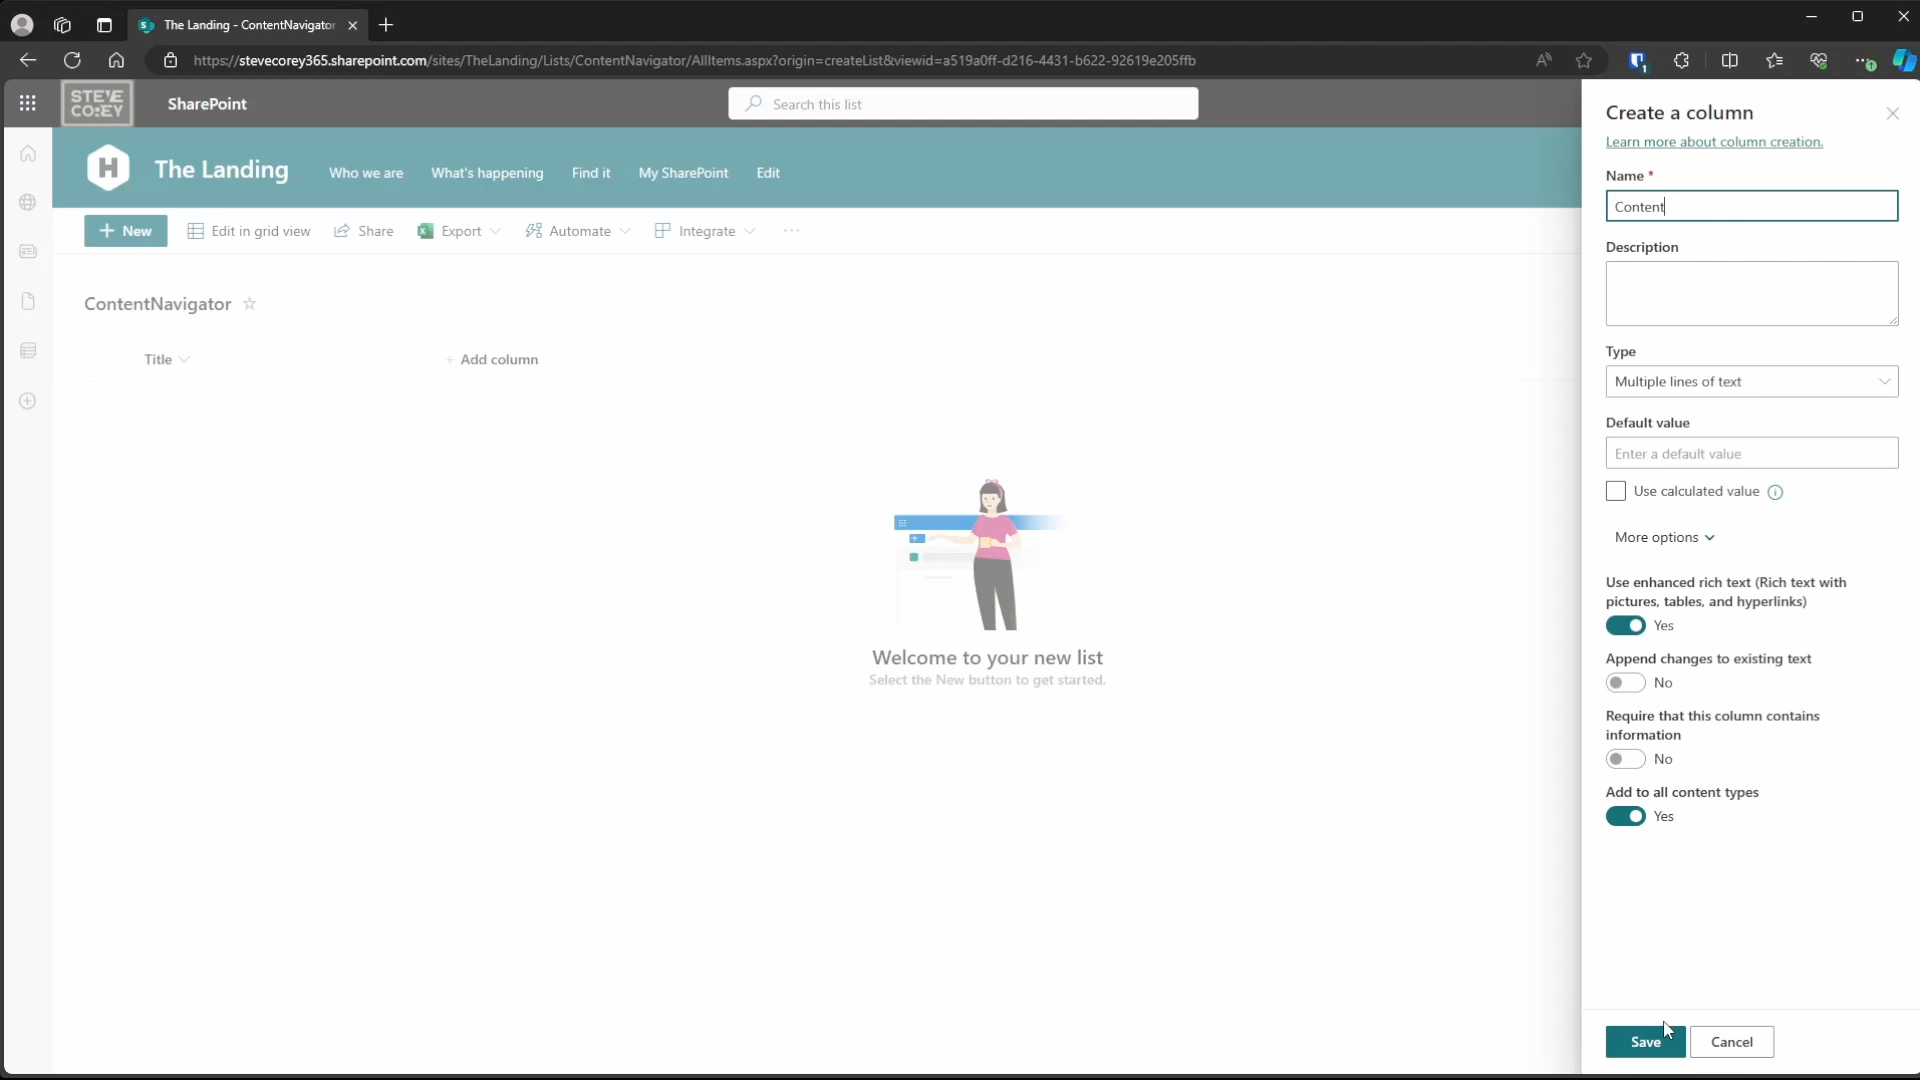 The Landing - ContentNavigator
https://stevecorey365.sharepoint.com/sites/TheLanding/Lists/ContentNavigator/AllItems.aspx?origin=createList&viewid=a519a0ff-d216-4431-b622-92619e205ffb
STEVE
COREY
SharePoint
Search this list
H
The Landing
Who we are
What's happening
Find it
My SharePoint
Edit
New
Edit in grid view
Share
Export
Automate
Integrate
ContentNavigator
Title
Add column
Welcome to your new list
Select the New button to get started.
Create a column
Learn more about column creation.
Name *
Content
Description
Type
Multiple lines of text
Default value
Enter a default value
Use calculated value
More options
Use enhanced rich text (Rich text with
pictures, tables, and hyperlinks)
Yes
Append changes to existing text
No
Require that this column contains
information
No
Add to all content types
Yes
Save
Cancel